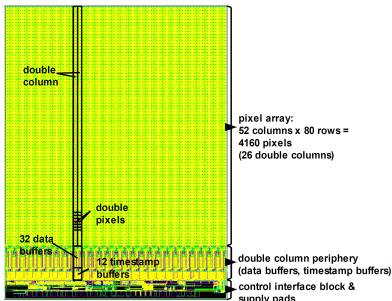 double
column
pixel array:
52 columns x 80 rows =
4160 pixels
(26 double columns)
double
pixels
32 data
buffers
12 timestamp
buffers
double column periphery
(data buffers, timestamp buffers)
control interface block &
supply pads